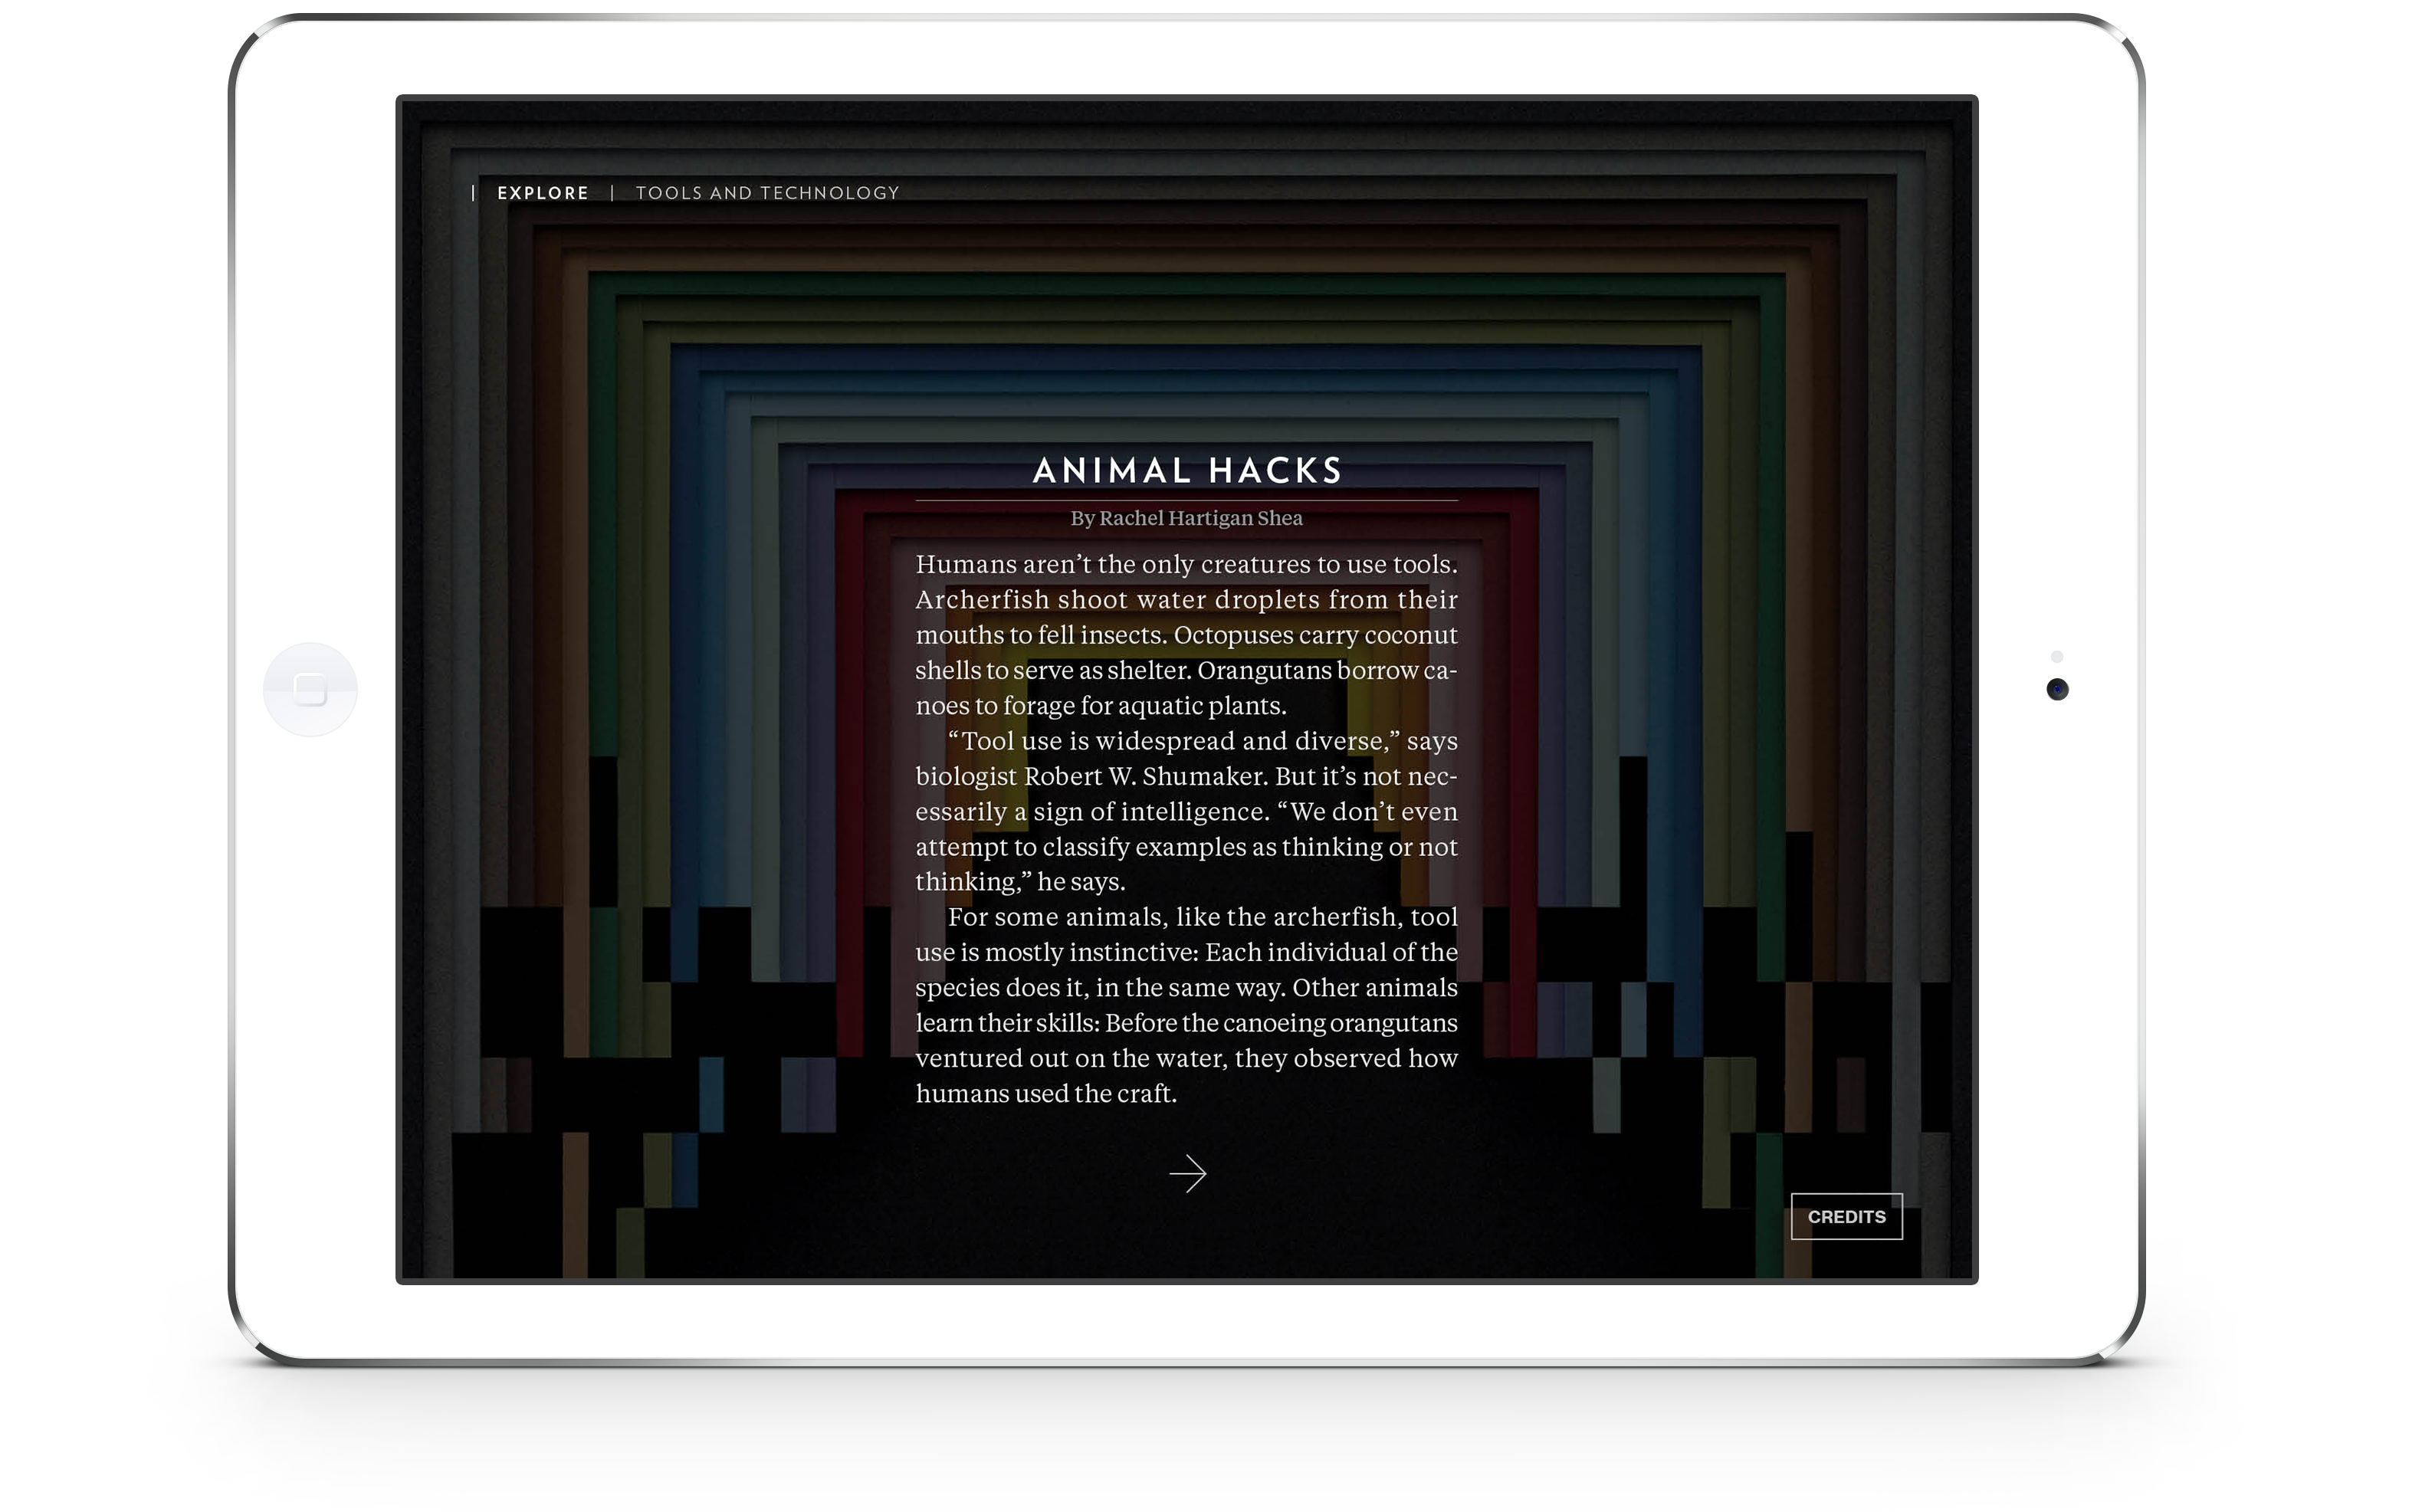 | EXPLORE | TOOLS AND TECHNOLOGY
ANIMAL HACKS
By Rachel Hartigan Shea
Humans aren’t the only creatures to use tools.
Archerfish shoot water droplets from their
mouths to fell insects. Octopuses carry coconut
shells to serve as shelter. Orangutans borrow ca-
noes to forage for aquatic plants.
“Tool use is widespread and diverse,” says
biologist Robert W. Shumaker. But it’s not nec-
essarily a sign of intelligence. “We don’t even
attempt to classify examples as thinking or not
thinking,” he says.
For some animals, like the archerfish, tool
use is mostly instinctive: Each individual of the
species does it, in the same way. Other animals
learn their skills: Before the canoeing orangutans
ventured out on the water, they observed how
humans used the craft.
CREDITS